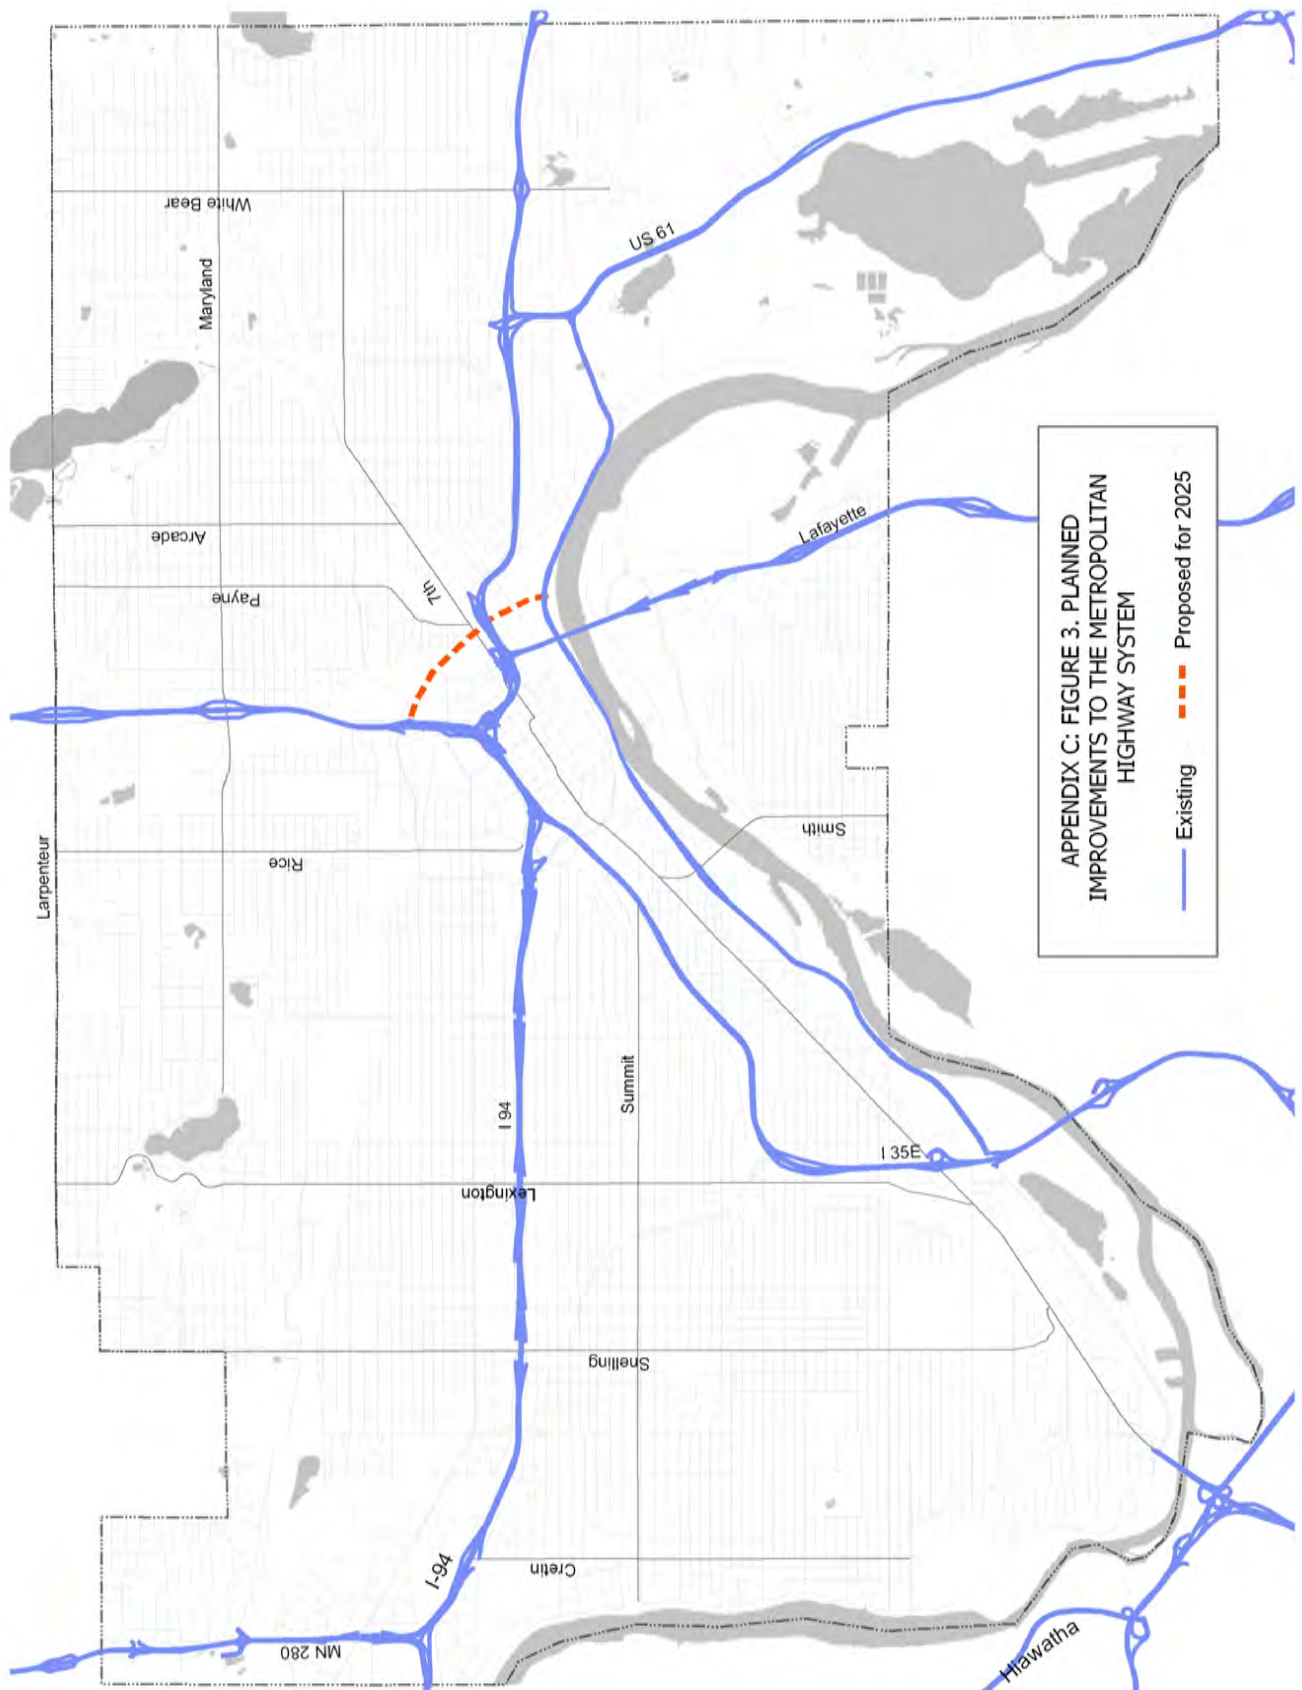 Larpenteur
White Bear
Maryland
US 61
Arcade
Payne
7th
Lafayette
Rice
Smith
Summit
I 94
I 35E
Lexington
Snelling
I-94
Cretin
MN 280
Hiawatha
APPENDIX C: FIGURE 3. PLANNED
IMPROVEMENTS TO THE METROPOLITAN
HIGHWAY SYSTEM
Existing
Proposed for 2025